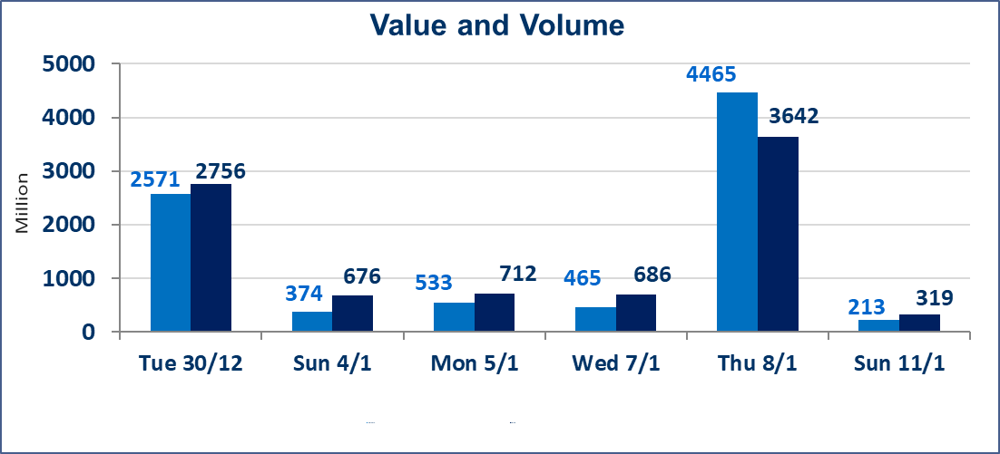 Value and Volume
Million
5000
4000
3000
2000
1000
0
2571
2756
374
676
533
712
465
686
4465
3642
213
319
Tue 30/12
Sun 4/1
Mon 5/1
Wed 7/1
Thu 8/1
Sun 11/1